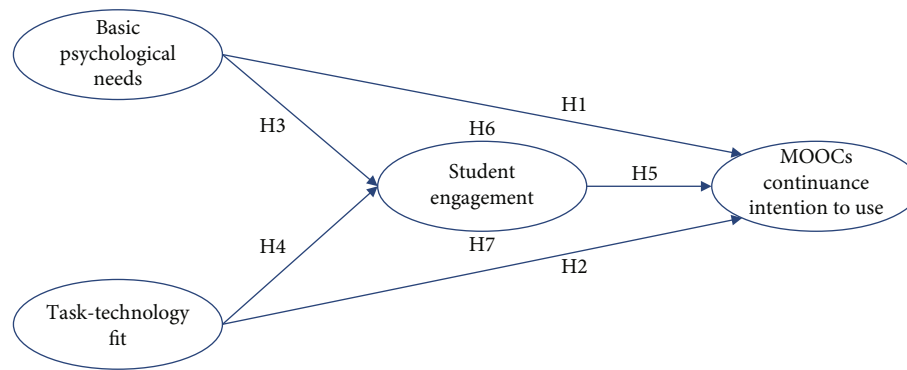 Basic
psychological
needs
H1
H3
H6
Student
engagement
H5
MOOCs
continuance
intention to use
H4
H7
H2
Task-technology
fit